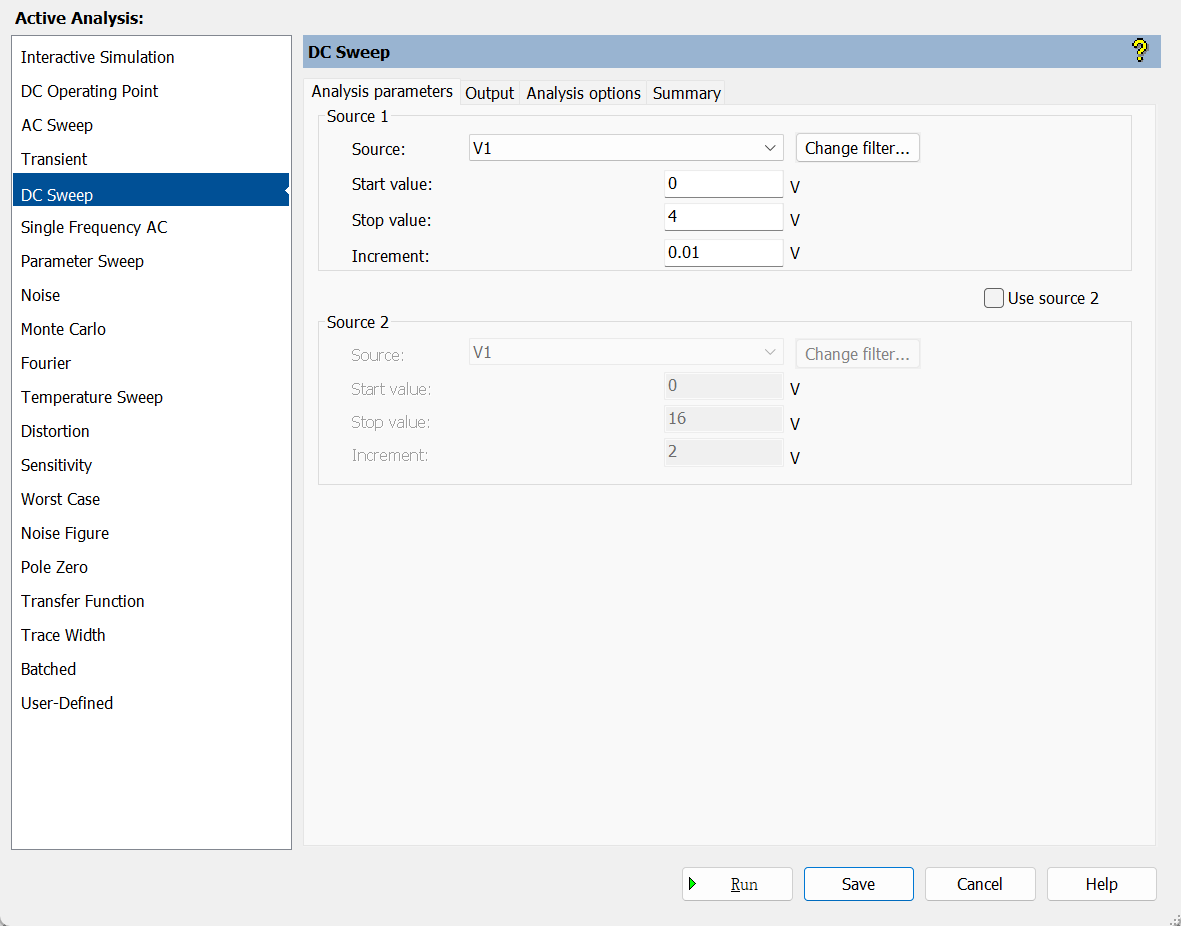 Active Analysis:
Interactive Simulation
DC Operating Point
AC Sweep
Transient
DC Sweep
Single Frequency AC
Parameter Sweep
Noise
Monte Carlo
Fourier
Temperature Sweep
Distortion
Sensitivity
Worst Case
Noise Figure
Pole Zero
Transfer Function
Trace Width
Batched
User-Defined
DC Sweep ?
Analysis parameters Output Analysis options Summary
Source 1
Source: V1 Change filter...
Start value: 0 V
Stop value: 4 V
Increment: 0.01 V
Use source 2
Source 2
Source: V1 Change filter...
Start value: 0 V
Stop value: 16 V
Increment: 2 V
Run Save Cancel Help